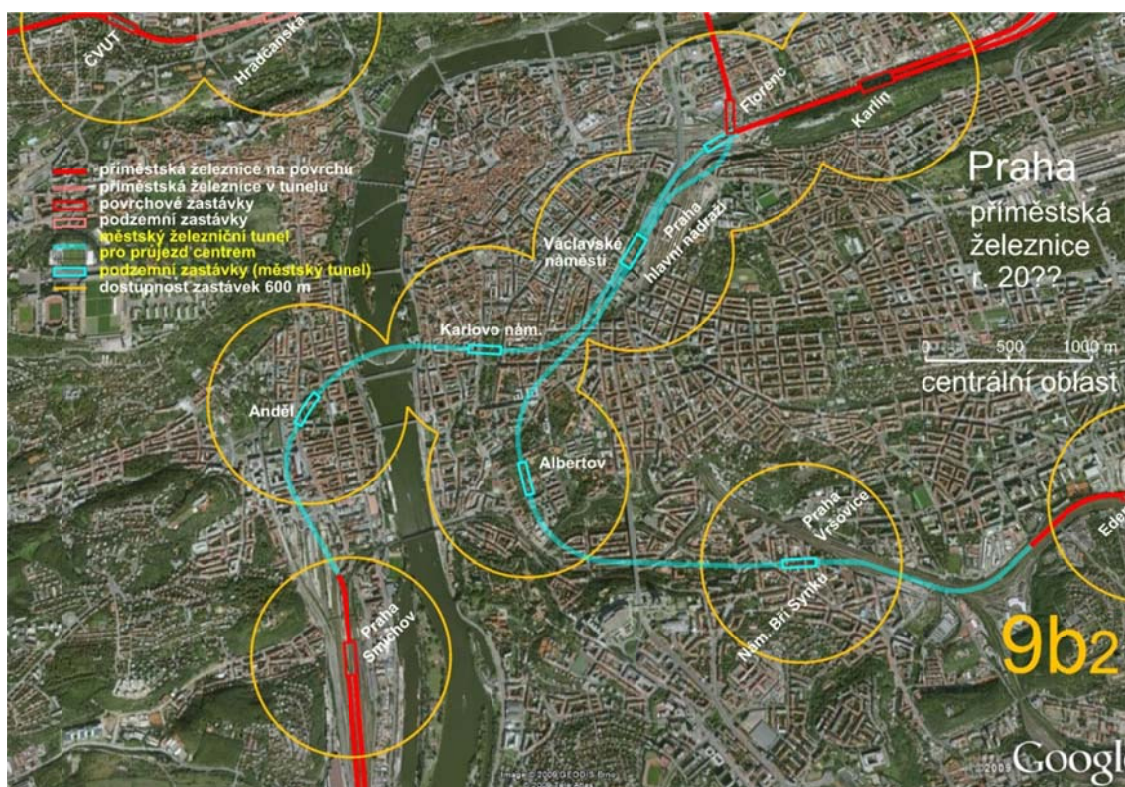 ČVUT
Hradčanská
Florenc
Karlín
příměstská železnice na povrchu
příměstská železnice v tunelu
povrchové zastávky
podzemní zastávky
městský železniční tunel
pro průjezd centrem
podzemní zastávky (městský tunel)
dostupnost zastávek 600 m
Praha
příměstská
železnice
r. 20??
Václavské
náměstí
Praha
hlavní nádraží
Karlovo nám.
0 500 1000 m
centrální oblast
Anděl
Albertov
Praha
Vršovice
Nám. Bří Synků
Praha
Smíchov
9b2
Google